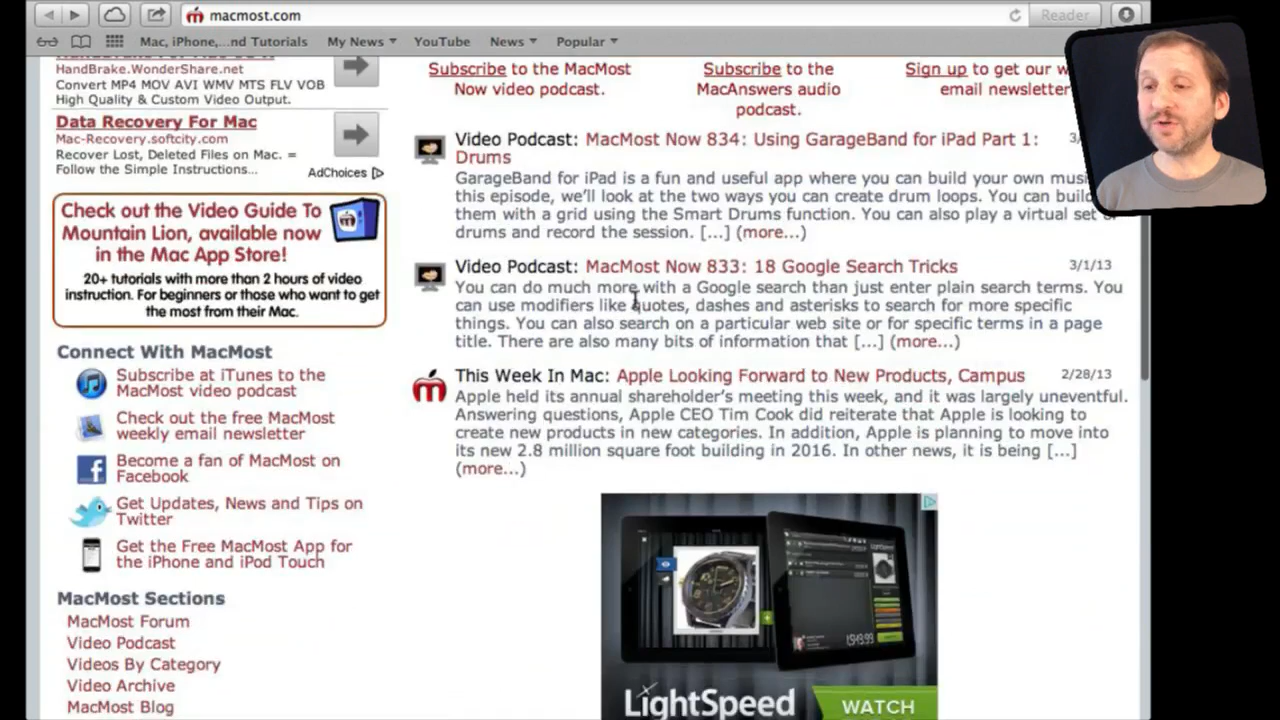 macmost.com
Reader
Mac, iPhone,...nd Tutorials
My News
YouTube
News
Popular
HandBrake.WonderShare.net
Convert MP4 MOV AVI WMV MTS FLV VOB
High Quality & Custom Video Output.
Data Recovery For Mac
Mac-Recovery.softcity.com
Recover Lost, Deleted Files on Mac. =
Follow the Simple Instructions...
AdChoices
Check out the Video Guide To
Mountain Lion, available now
in the Mac App Store!
20+ tutorials with more than 2 hours of video
instruction. For beginners or those who want to get
the most from their Mac.
Connect With MacMost
Subscribe at iTunes to the
MacMost video podcast
Check out the free MacMost
weekly email newsletter
Become a fan of MacMost on
Facebook
Get Updates, News and Tips on
Twitter
Get the Free MacMost App for
the iPhone and iPod Touch
MacMost Sections
MacMost Forum
Video Podcast
Videos By Category
Video Archive
MacMost Blog
Subscribe to the MacMost
Now video podcast.
Subscribe to the
MacAnswers audio
podcast.
Sign up to get our w
email newsletter
Video Podcast: MacMost Now 834: Using GarageBand for iPad Part 1:
Drums
GarageBand for iPad is a fun and useful app where you can build your own musi
this episode, we'll look at the two ways you can create drum loops. You can build
them with a grid using the Smart Drums function. You can also play a virtual set o
drums and record the session. [...] (more...)
Video Podcast: MacMost Now 833: 18 Google Search Tricks
3/1/13
You can do much more with a Google search than just enter plain search terms. You
can use modifiers like quotes, dashes and asterisks to search for more specific
things. You can also search on a particular web site or for specific terms in a page
title. There are also many bits of information that [...] (more...)
This Week In Mac: Apple Looking Forward to New Products, Campus
2/28/13
Apple held its annual shareholder's meeting this week, and it was largely uneventful.
Answering questions, Apple CEO Tim Cook did reiterate that Apple is looking to
create new products in new categories. In addition, Apple is planning to move into
its new 2.8 million square foot building in 2016. In other news, it is being [...]
(more...)
LightSpeed
WATCH